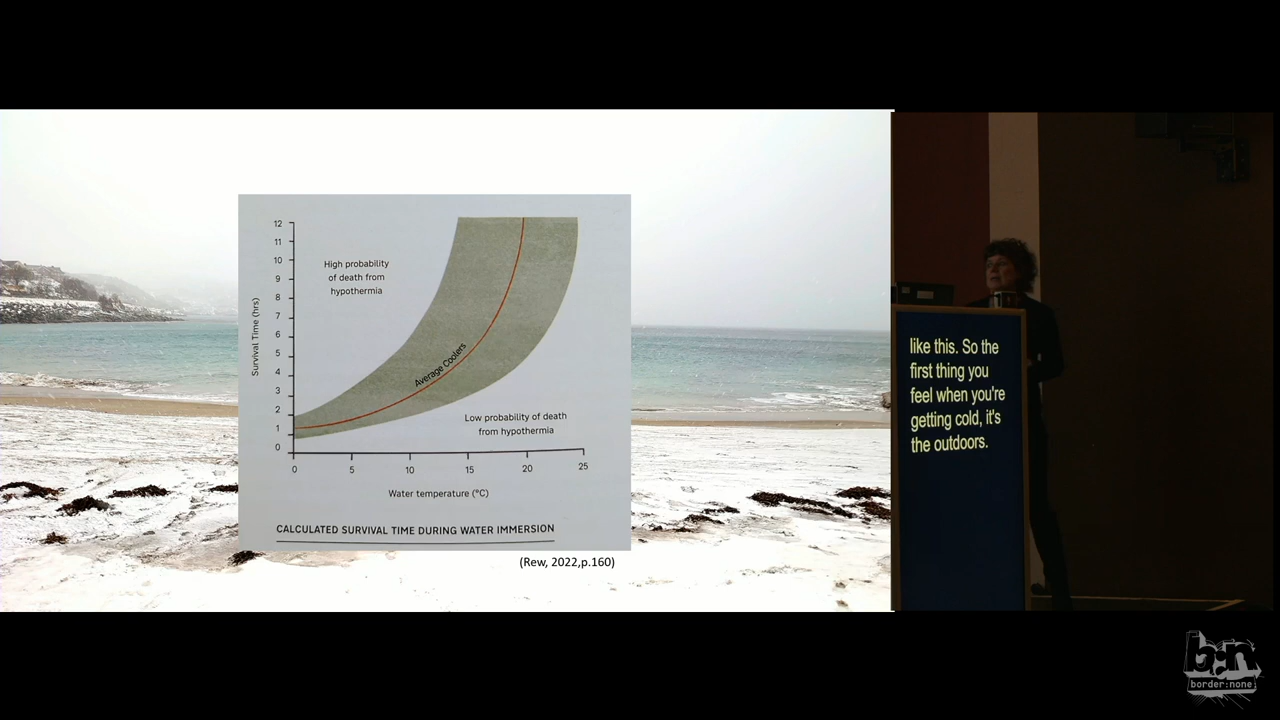 12
11
10
9
8
7
6
5
4
3
2
1
0
Survival Time (hrs)
High probability
of death from
hypothermia
Average Coolers
Low probability of death
from hypothermia
0 5 10 15 20 25
Water temperature (°C)
CALCULATED SURVIVAL TIME DURING WATER IMMERSION
(Rew, 2022,p.160)
like this. So the
first thing you
feel when you're
getting cold, it's
the outdoors.
b:n
border:none